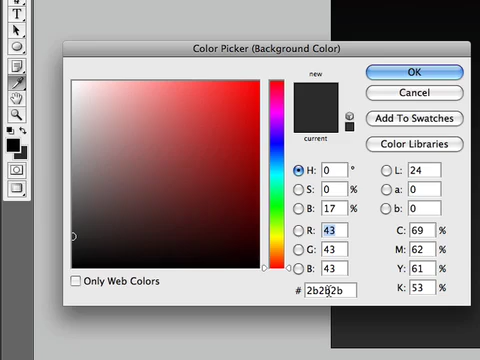 Color Picker (Background Color)
T
new
OK
Cancel
current
Add To Swatches
Color Libraries
H: 0 °
L: 24
S: 0 %
a: 0
B: 17 %
b: 0
R: 43
C: 69 %
G: 43
M: 62 %
B: 43
Y: 61 %
Only Web Colors
# 2b2b2b
K: 53 %